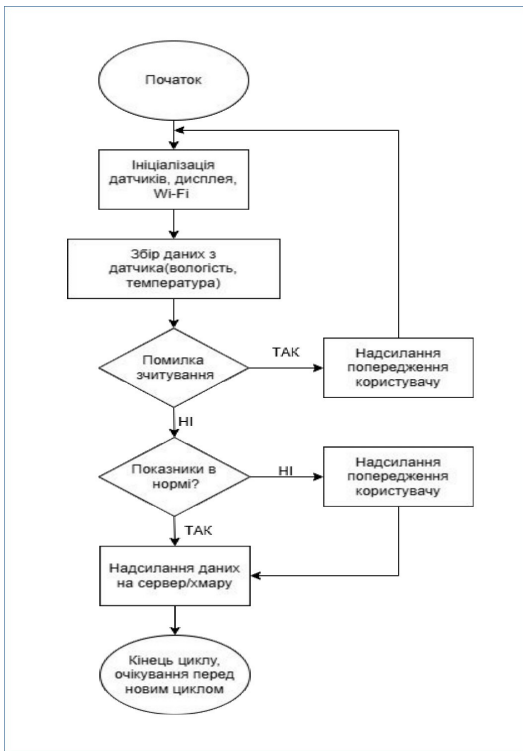 Початок
Ініціалізація
датчиків, дисплея,
Wi-Fi
Збір даних з
датчика(вологість,
температура)
Помилка
зчитування
ТАК
Надсилання
попередження
користувачу
НІ
Показники в
нормі?
НІ
Надсилання
попередження
користувачу
ТАК
Надсилання даних
на сервер/хмару
Кінець циклу,
очікування перед
новим циклом